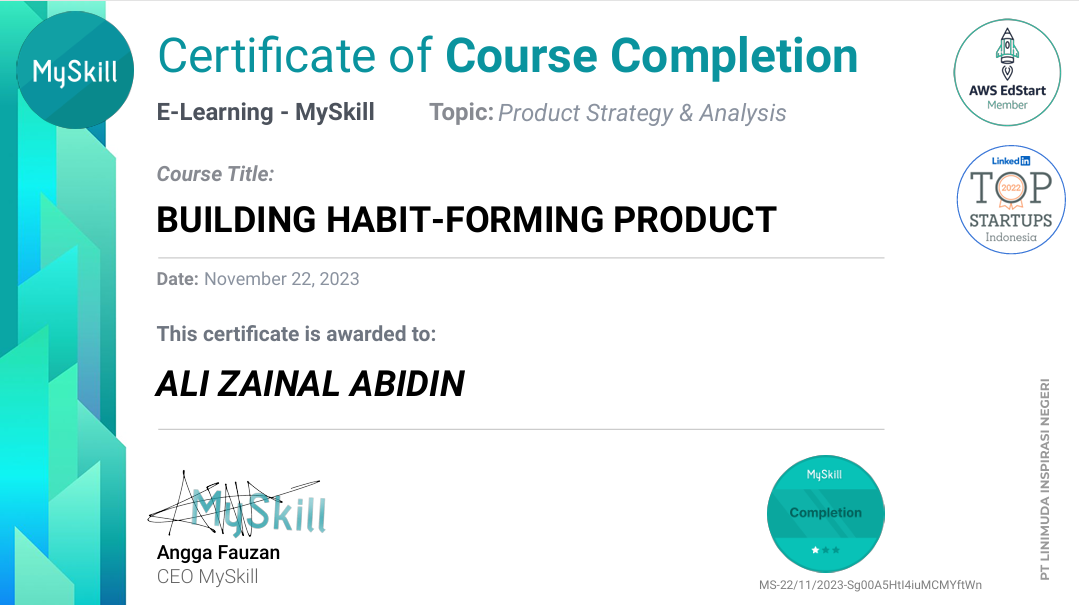 MySkill
Certificate of Course Completion
E-Learning - MySkill
Topic: Product Strategy & Analysis
AWS EdStart
Member
Course Title:
BUILDING HABIT-FORMING PRODUCT
Linked in
TOP
2022
STARTUPS
Indonesia
Date: November 22, 2023
This certificate is awarded to:
ALI ZAINAL ABIDIN
MySkill
Angga Fauzan
CEO MySkill
MySkill
Completion
MS-22/11/2023-Sg00A5HtI4iuMCMYftWn
PT LINIMUDA INSPIRASI NEGERI